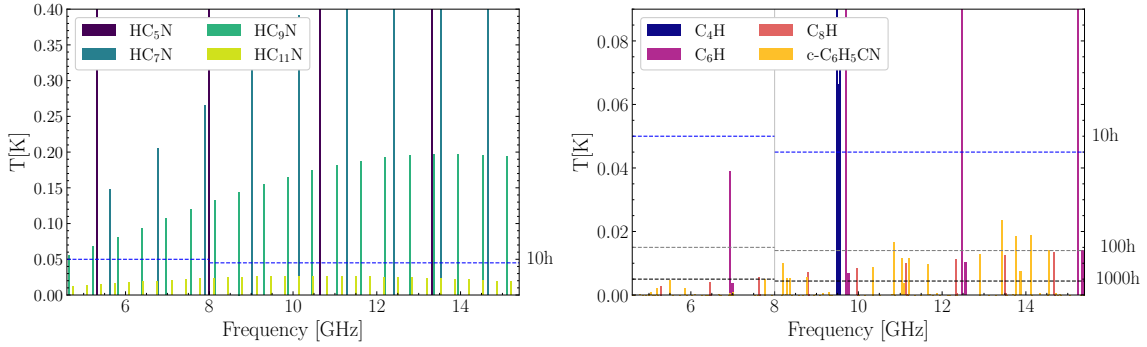 HC₅N HC₉N
HC₇N HC₁₁N
0.40
0.35
0.30
0.25
0.20
0.15
0.10
0.05
0.00
T[K]
10h
6 8 10 12 14
Frequency [GHz]
C₄H C₈H
C₆H c-C₆H₅CN
0.08
0.06
0.04
0.02
0.00
T[K]
10h
100h
1000h
6 8 10 12 14
Frequency [GHz]